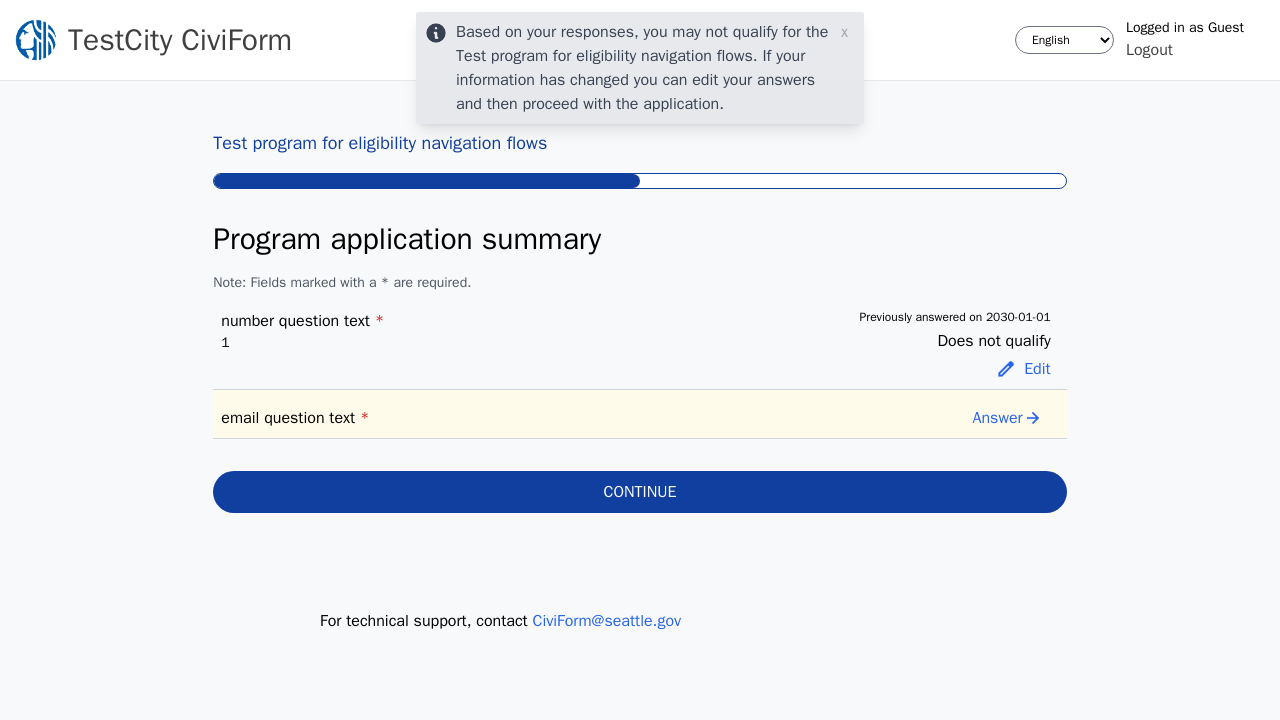 TestCity CiviForm
Based on your responses, you may not qualify for the
Test program for eligibility navigation flows. If your
information has changed you can edit your answers
and then proceed with the application.
x
English
Logged in as Guest
Logout
Test program for eligibility navigation flows
Program application summary
Note: Fields marked with a * are required.
number question text *
1
Previously answered on 2030-01-01
Does not qualify
Edit
email question text *
Answer
CONTINUE
For technical support, contact CiviForm@seattle.gov